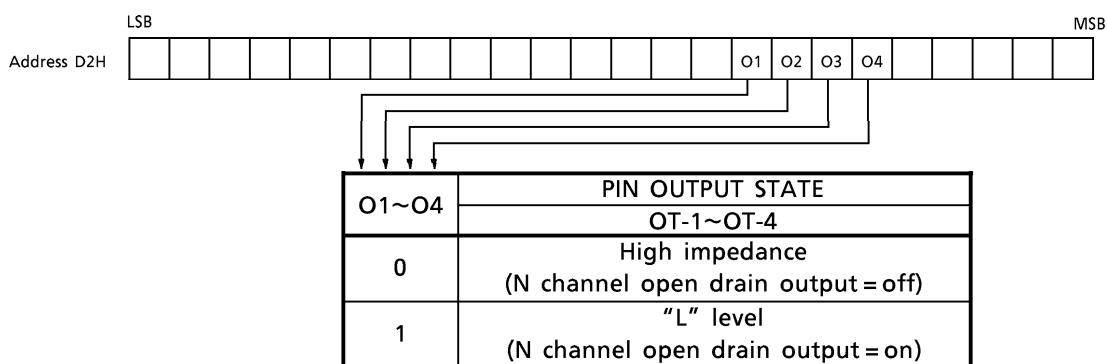 LSB
MSB
Address D2H
O1 O2 O3 O4
O1~O4
PIN OUTPUT STATE
OT-1~OT-4
0
High impedance
(N channel open drain output=off)
1
“L” level
(N channel open drain output=on)